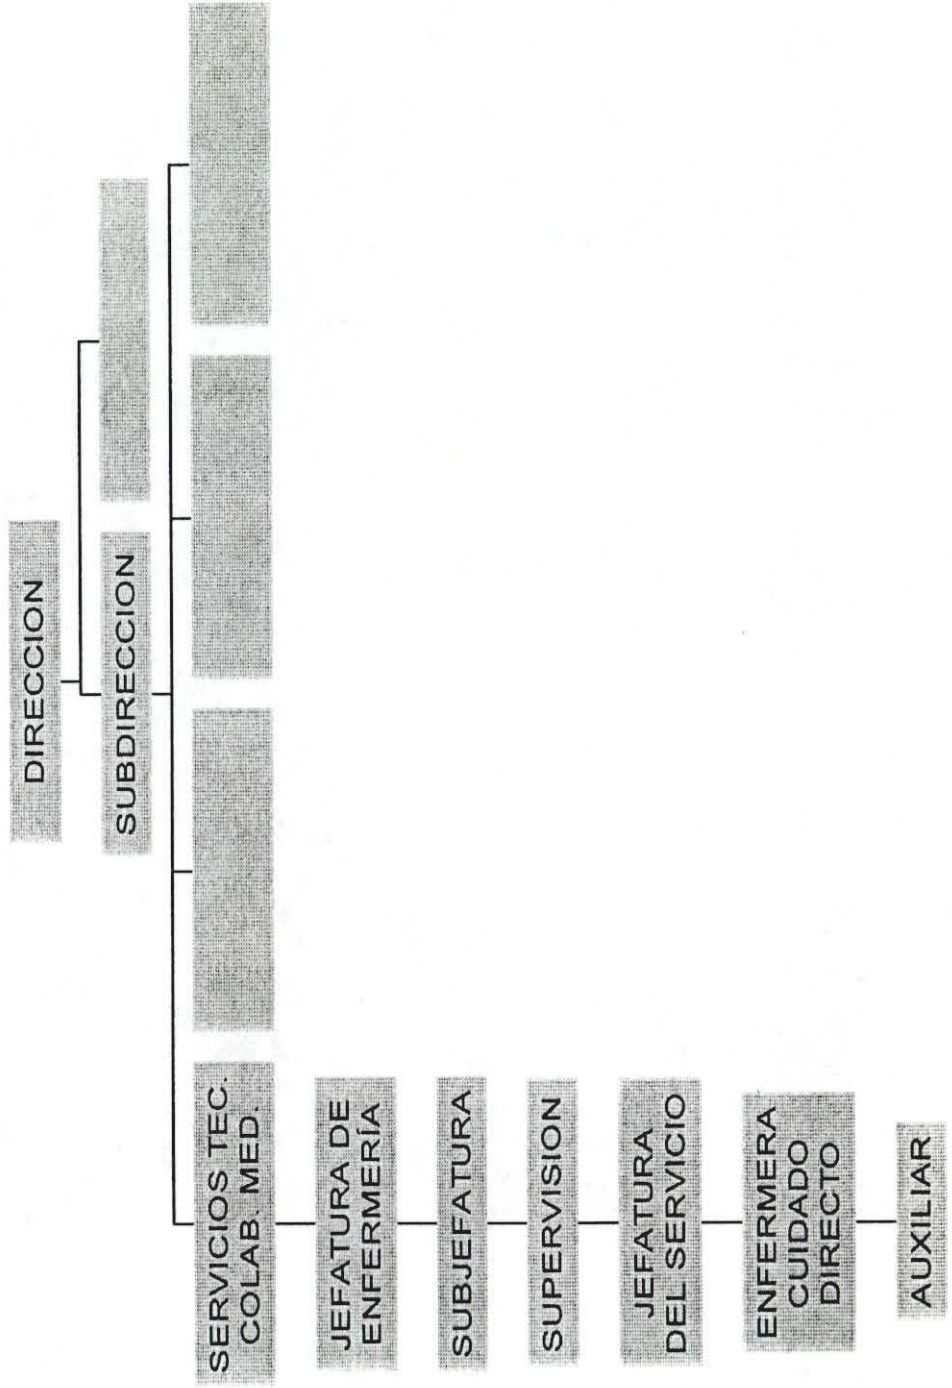 DIRECCION
SUBDIRECCION
SERVICIOS TEC.
COLAB. MED.
JEFATURA DE
ENFERMERÍA
SUBJEFATURA
SUPERVISION
JEFATURA
DEL SERVICIO
ENFERMERA
CUIDADO
DIRECTO
AUXILIAR